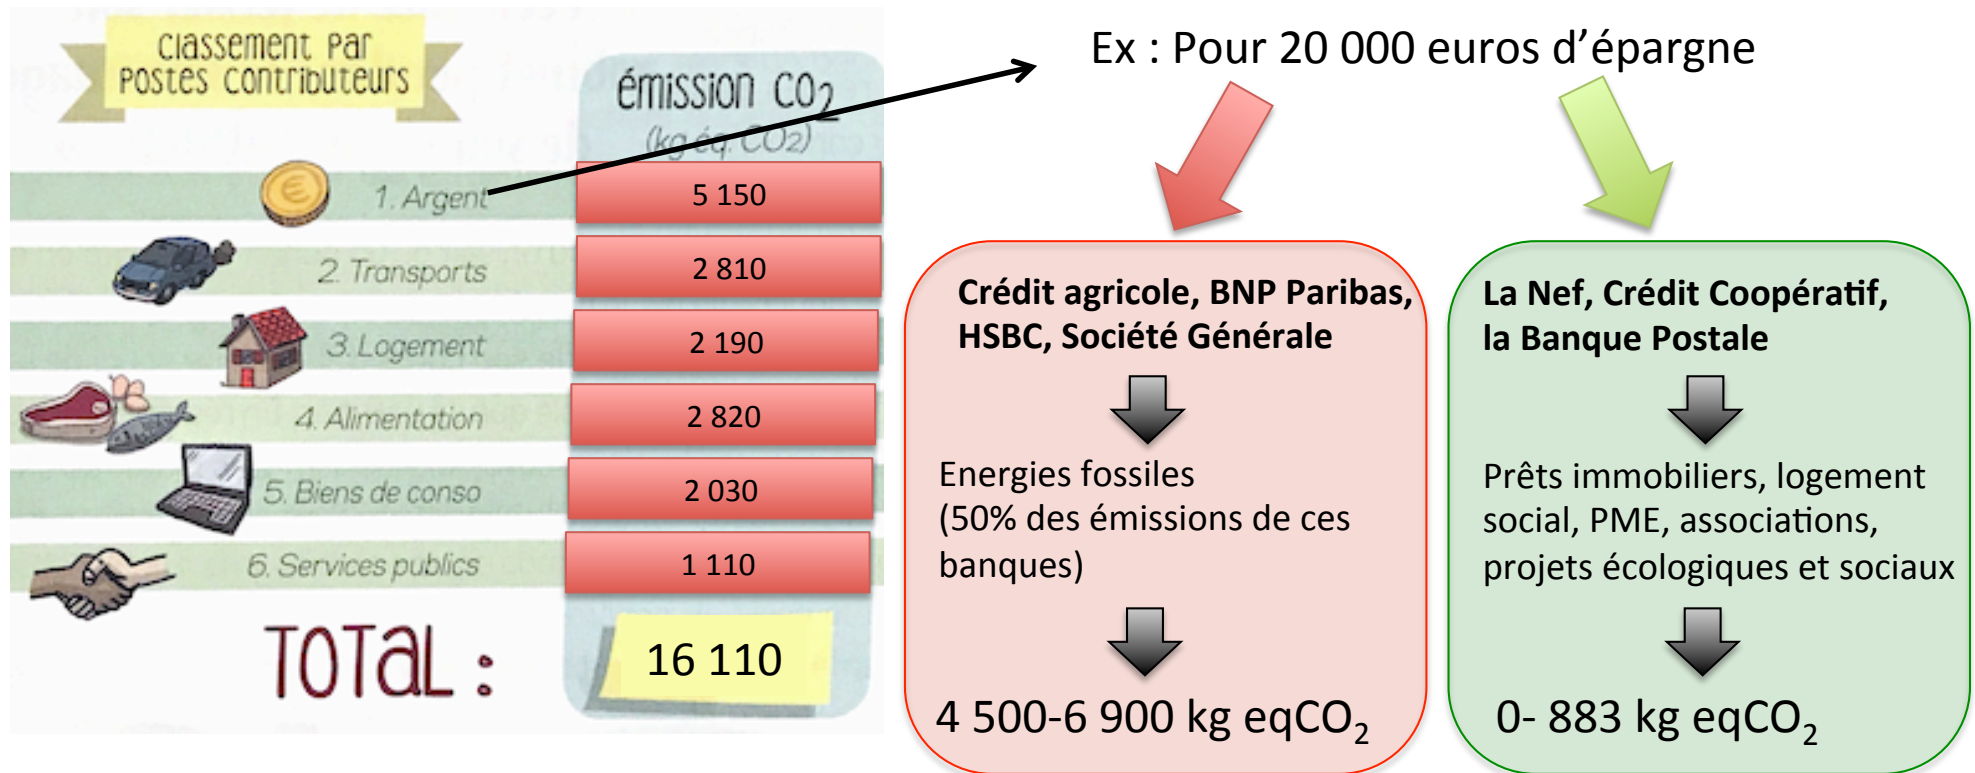 Classement par
Postes Contributeurs
émission CO2
(kg éq. CO2)
1. Argent
5 150
2. Transports
2 810
3. Logement
2 190
4. Alimentation
2 820
5. Biens de conso
2 030
6. Services publics
1 110
TOTAL :
16 110
Ex : Pour 20 000 euros d’épargne
Crédit agricole, BNP Paribas,
HSBC, Société Générale
Energies fossiles
(50% des émissions de ces
banques)
4 500-6 900 kg eqCO₂
La Nef, Crédit Coopératif,
la Banque Postale
Prêts immobiliers, logement
social, PME, associations,
projets écologiques et sociaux
0- 883 kg eqCO₂